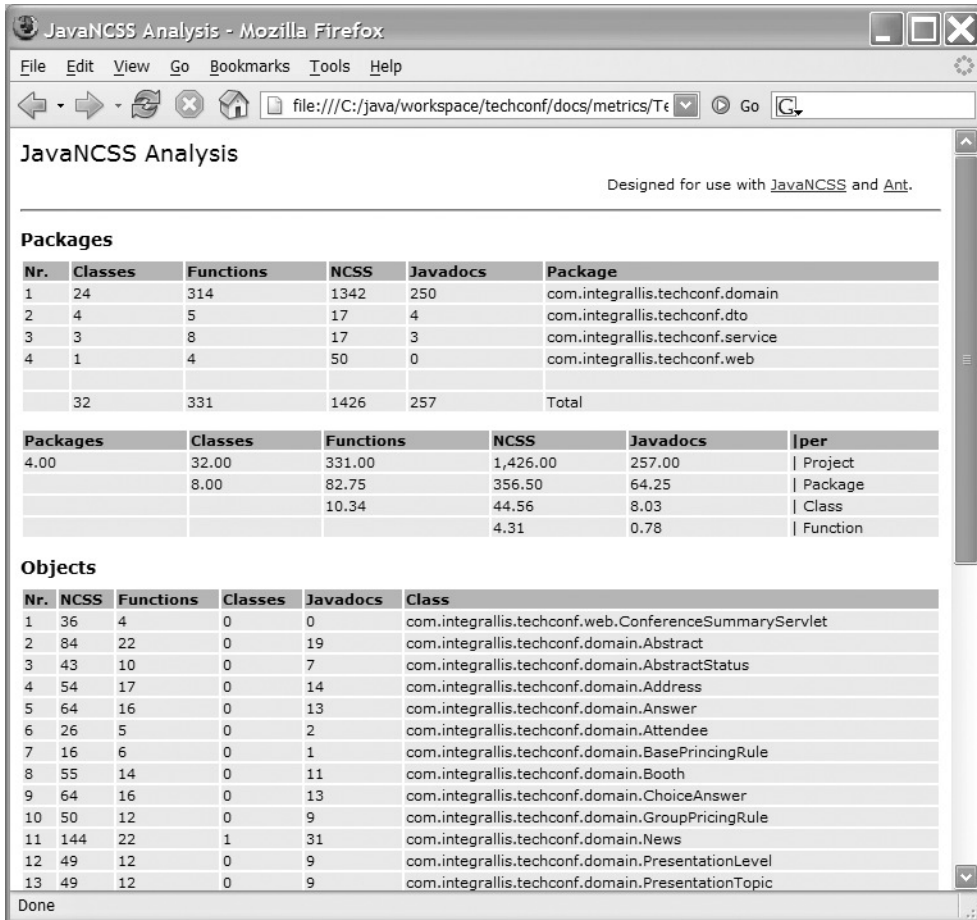 JavaNCSS Analysis - Mozilla Firefox
File Edit View Go Bookmarks Tools Help
file:///C:/java/workspace/techconf/docs/metrics/Te Go G
JavaNCSS Analysis
Designed for use with JavaNCSS and Ant.
Packages
Nr. Classes Functions NCSS Javadocs Package
1 24 314 1342 250 com.integrallis.techconf.domain
2 4 5 17 4 com.integrallis.techconf.dto
3 3 8 17 3 com.integrallis.techconf.service
4 1 4 50 0 com.integrallis.techconf.web
32 331 1426 257 Total
Packages Classes Functions NCSS Javadocs |per
4.00 32.00 331.00 1,426.00 257.00 | Project
8.00 82.75 356.50 64.25 | Package
10.34 44.56 8.03 | Class
4.31 0.78 | Function
Objects
Nr. NCSS Functions Classes Javadocs Class
1 36 4 0 0 com.integrallis.techconf.web.ConferenceSummaryServlet
2 84 22 0 19 com.integrallis.techconf.domain.Abstract
3 43 10 0 7 com.integrallis.techconf.domain.AbstractStatus
4 54 17 0 14 com.integrallis.techconf.domain.Address
5 64 16 0 13 com.integrallis.techconf.domain.Answer
6 26 5 0 2 com.integrallis.techconf.domain.Attendee
7 16 6 0 1 com.integrallis.techconf.domain.BasePrincingRule
8 55 14 0 11 com.integrallis.techconf.domain.Booth
9 64 16 0 13 com.integrallis.techconf.domain.ChoiceAnswer
10 50 12 0 9 com.integrallis.techconf.domain.GroupPricingRule
11 144 22 1 31 com.integrallis.techconf.domain.News
12 49 12 0 9 com.integrallis.techconf.domain.PresentationLevel
13 49 12 0 9 com.integrallis.techconf.domain.PresentationTopic
Done